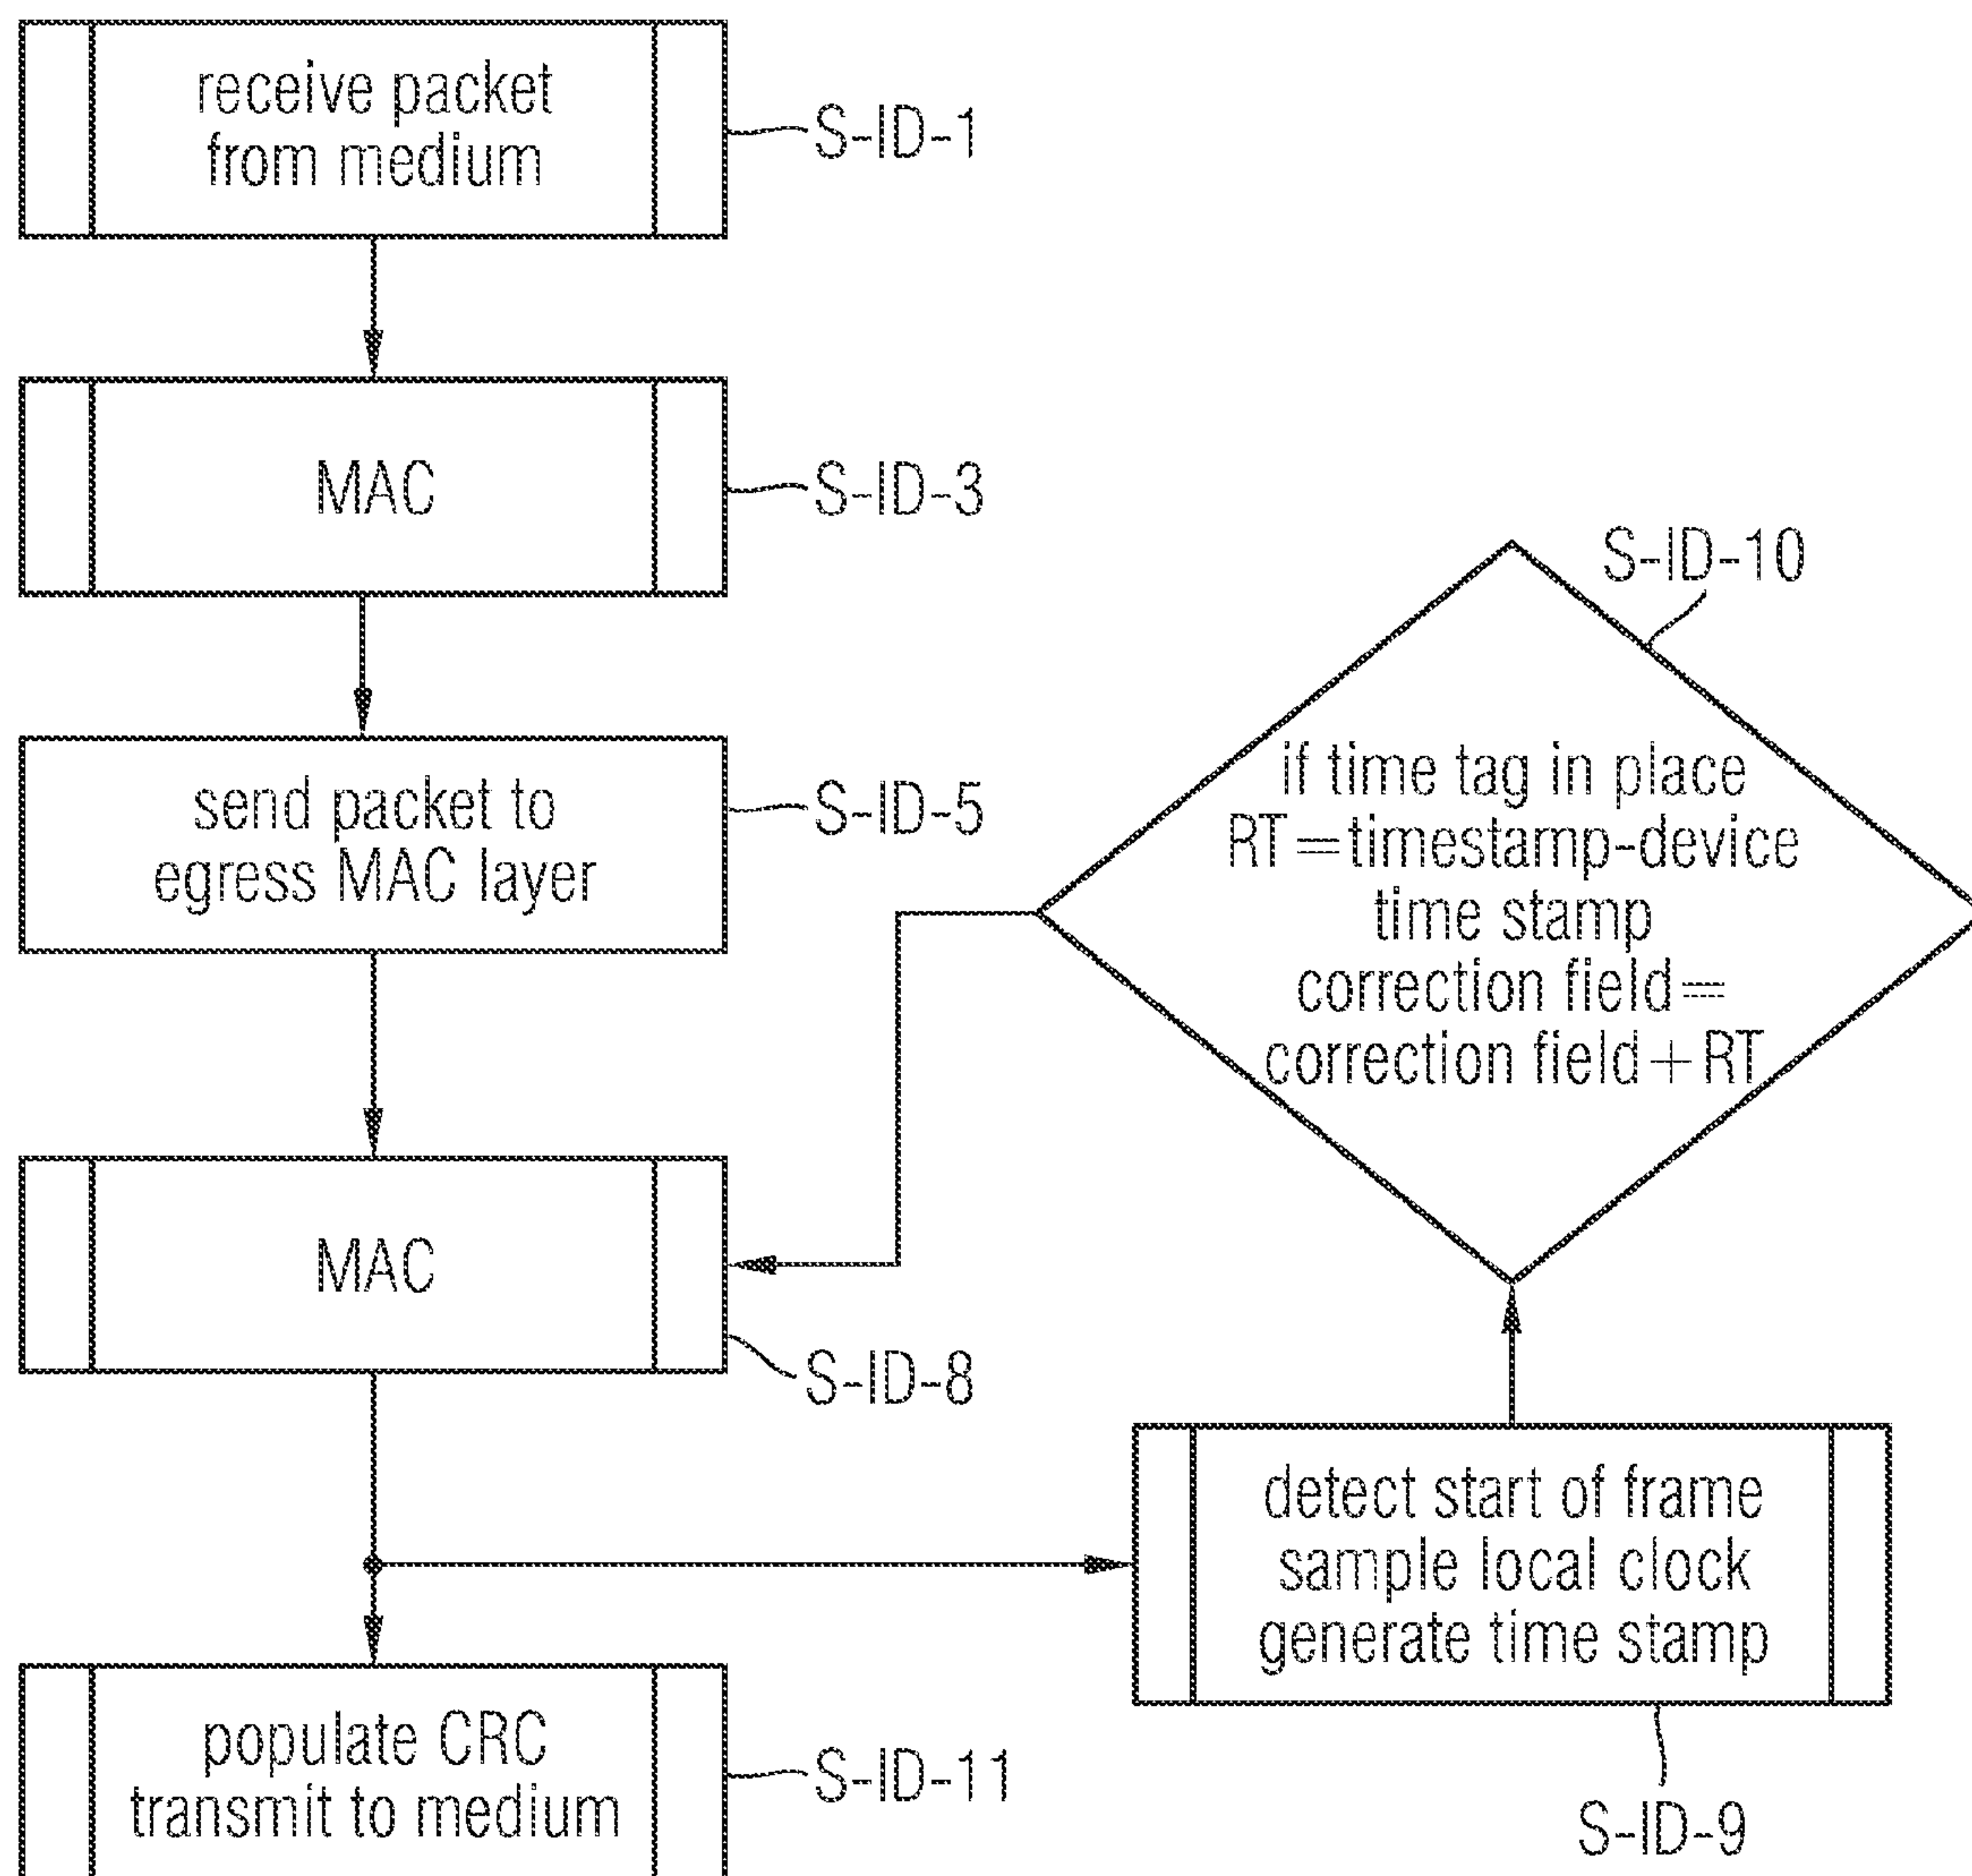 receive packet
from medium
S-ID-1
MAC
S-ID-3
send packet to
egress MAC layer
S-ID-5
S-ID-10
if time tag in place
RT=timestamp-device
time stamp
correction field=
correction field+RT
MAC
S-ID-8
detect start of frame
sample local clock
generate time stamp
S-ID-9
populate CRC
transmit to medium
S-ID-11